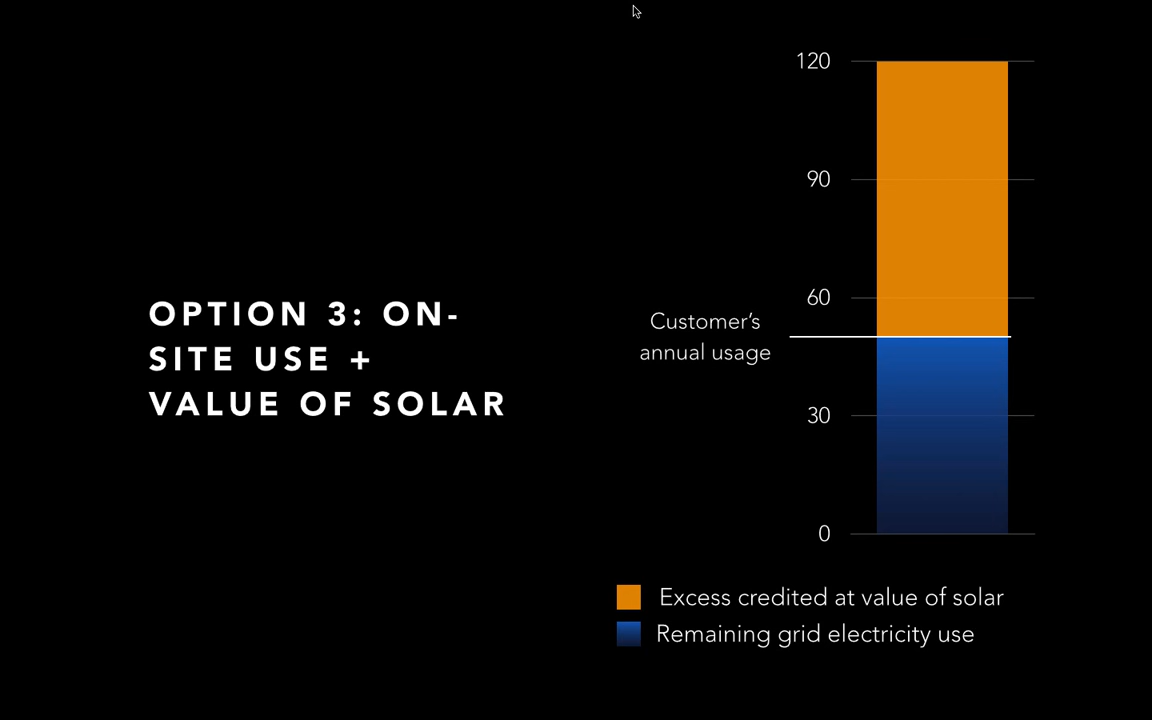 OPTION 3: ON-
SITE USE +
VALUE OF SOLAR
120
90
60
30
0
Customer's
annual usage
Excess credited at value of solar
Remaining grid electricity use